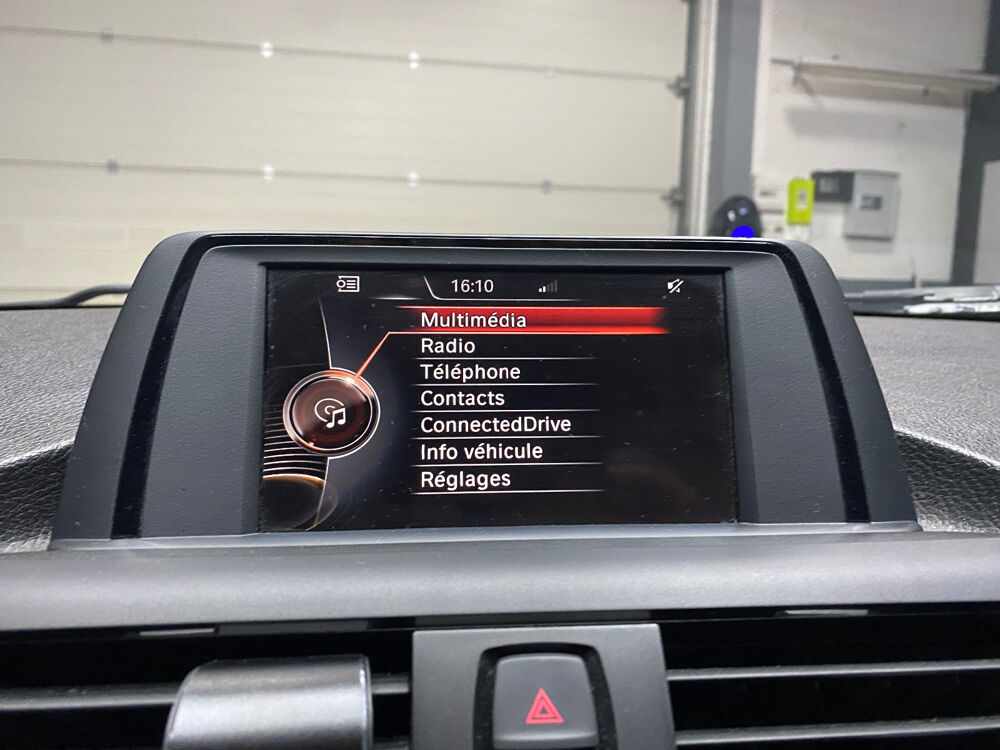 16:10
Multimédia
Radio
Téléphone
Contacts
ConnectedDrive
Info véhicule
Réglages